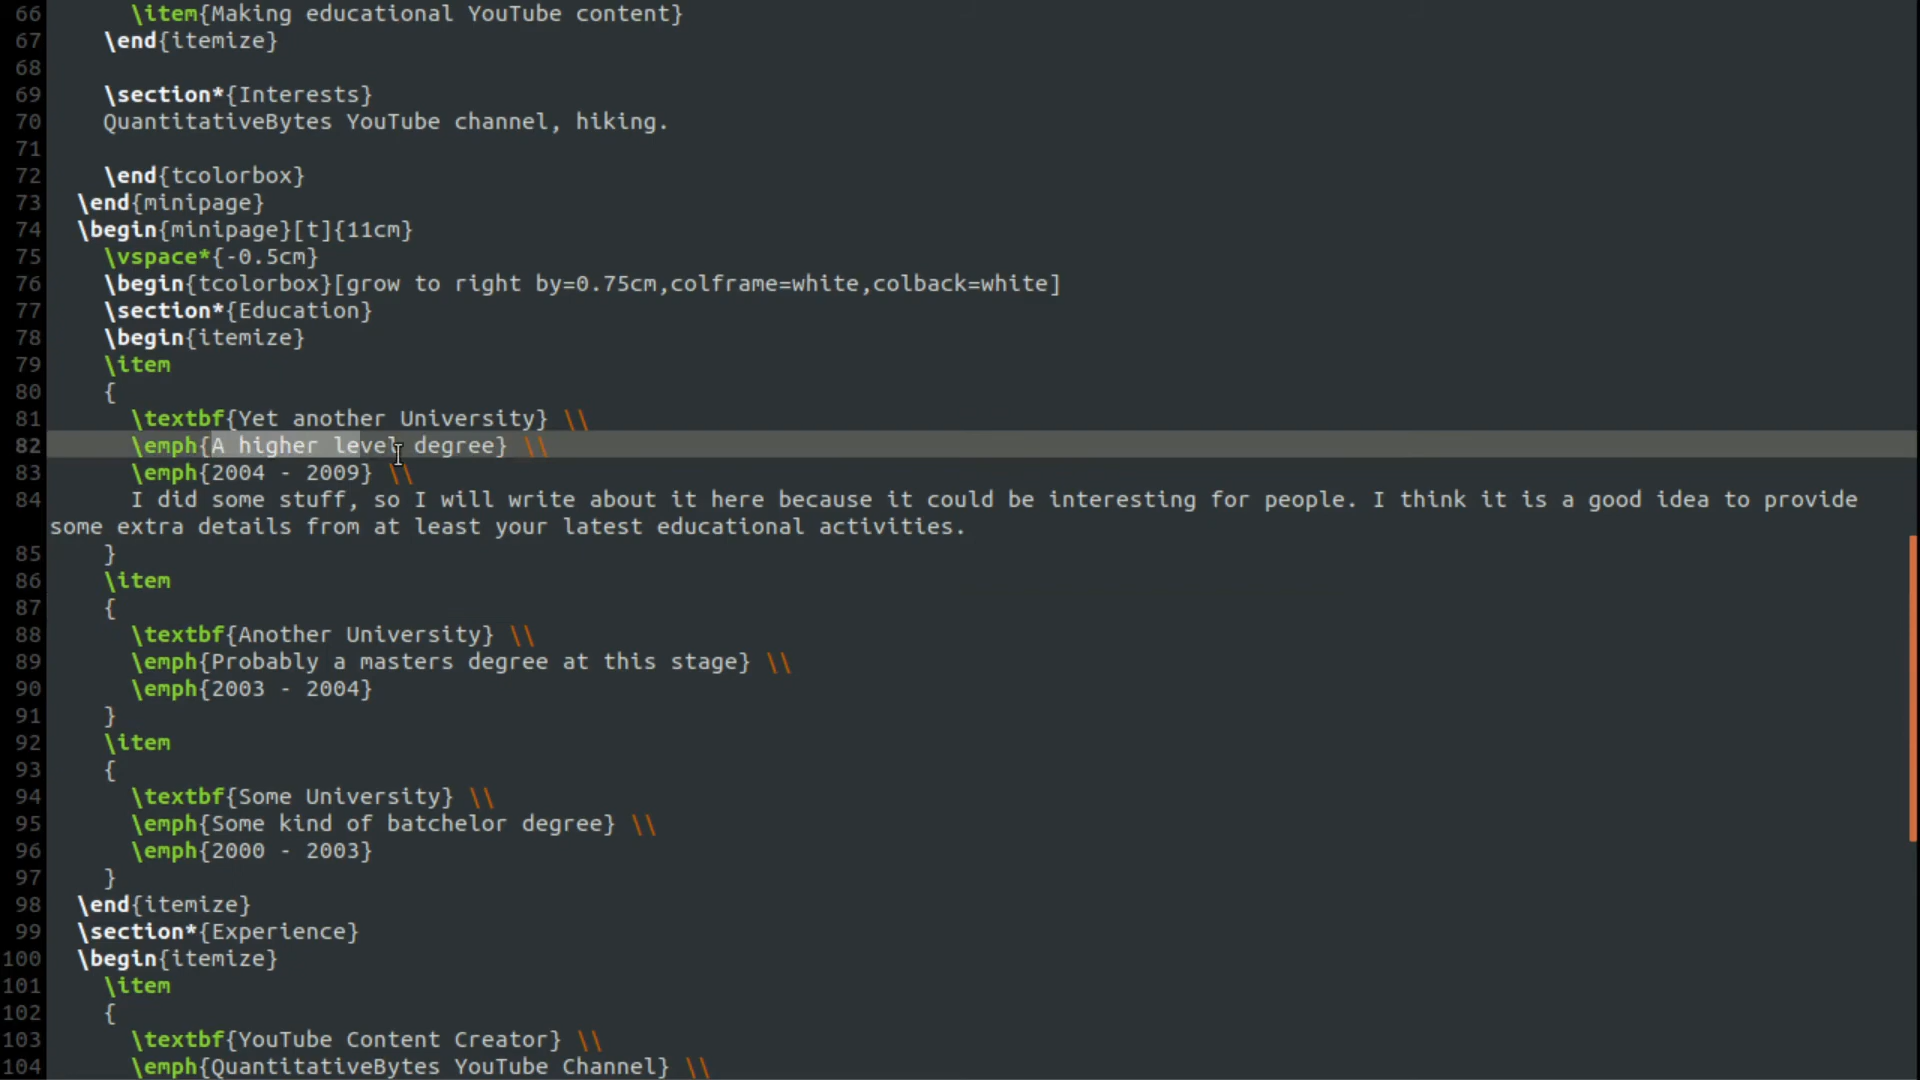 66 \item{Making educational YouTube content}
67 \end{itemize}
68
69 \section*{Interests}
70 QuantitativeBytes YouTube channel, hiking.
71
72 \end{tcolorbox}
73 \end{minipage}
74 \begin{minipage}[t]{11cm}
75 \vspace*{-0.5cm}
76 \begin{tcolorbox}[grow to right by=0.75cm,colframe=white,colback=white]
77 \section*{Education}
78 \begin{itemize}
79 \item
80 {
81 \textbf{Yet another University} \\
82 \emph{A higher level degree} \\
83 \emph{2004 - 2009} \\
84 I did some stuff, so I will write about it here because it could be interesting for people. I think it is a good idea to provide
some extra details from at least your latest educational activities.
85 }
86 \item
87 {
88 \textbf{Another University} \\
89 \emph{Probably a masters degree at this stage} \\
90 \emph{2003 - 2004}
91 }
92 \item
93 {
94 \textbf{Some University} \\
95 \emph{Some kind of batchelor degree} \\
96 \emph{2000 - 2003}
97 }
98 \end{itemize}
99 \section*{Experience}
100 \begin{itemize}
101 \item
102 {
103 \textbf{YouTube Content Creator} \\
104 \emph{QuantitativeBytes YouTube Channel} \\